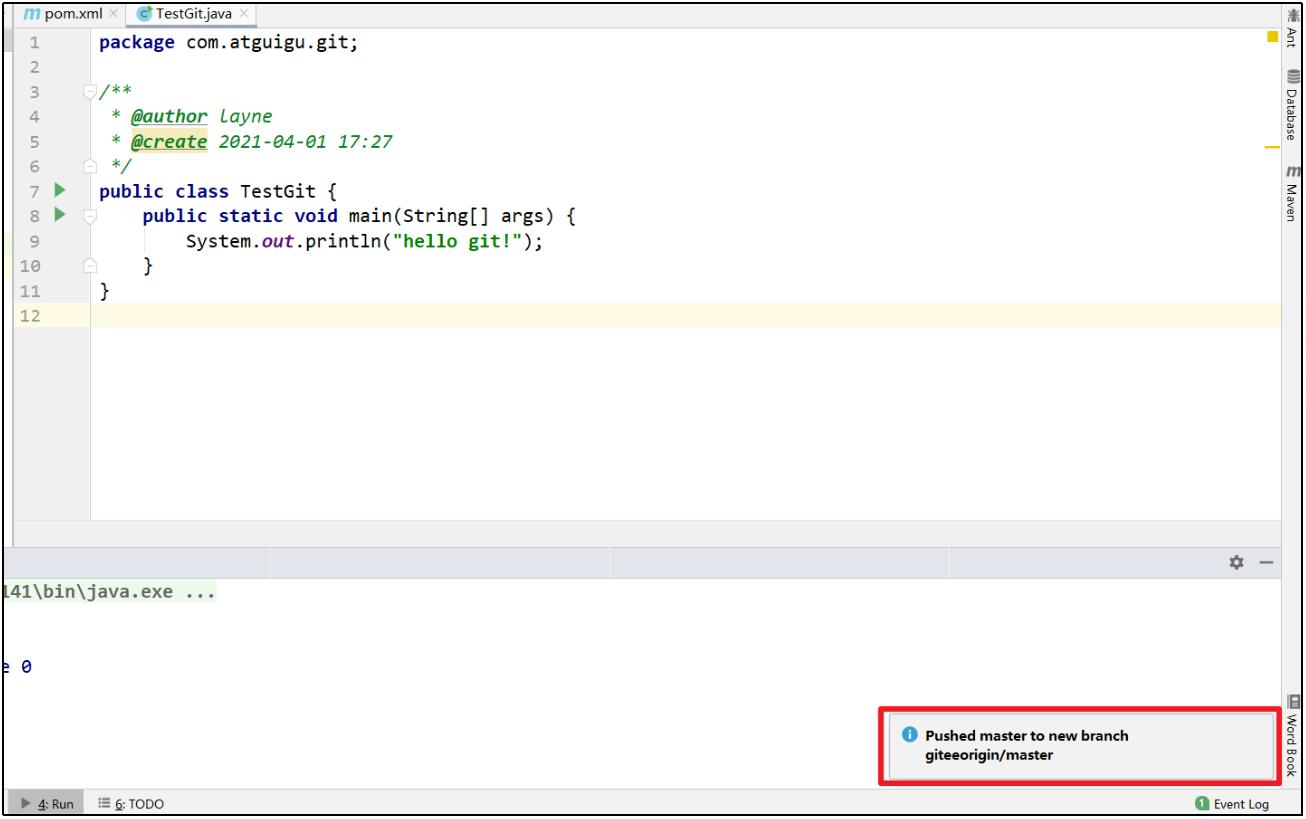 pom.xml
TestGit.java
1 package com.atguigu.git;
2
3 /**
4 * @author layne
5 * @create 2021-04-01 17:27
6 */
7 public class TestGit {
8 public static void main(String[] args) {
9 System.out.println("hello git!");
10 }
11 }
12
Ant
Database
m Maven
141\bin\java.exe ...
e 0
Pushed master to new branch
giteeorigin/master
Word Book
4: Run
6: TODO
1 Event Log